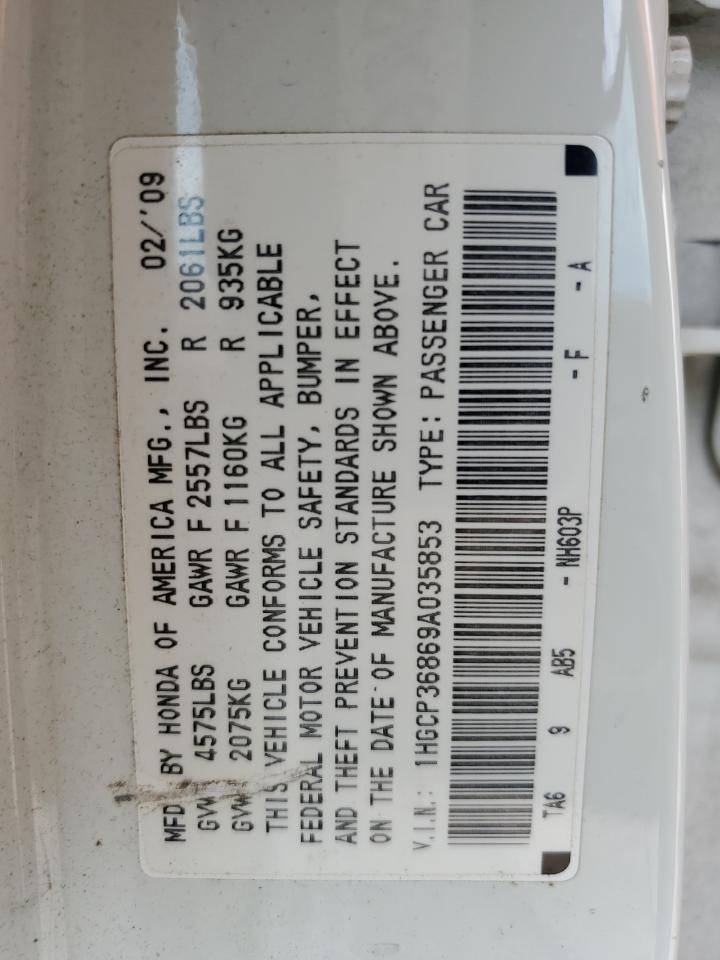 MFD BY HONDA OF AMERICA MFG., INC. 02/'09
4575LBS GAWR F 2557LBS R 2061LBS
2075KG GAWR F 1160KG R 935KG
THIS VEHICLE CONFORMS TO ALL APPLICABLE
FEDERAL MOTOR VEHICLE SAFETY, BUMPER,
AND THEFT PREVENTION STANDARDS IN EFFECT
ON THE DATE OF MANUFACTURE SHOWN ABOVE.
V.I.N.: 1HGCP36869A035853 TYPE: PASSENGER CAR
TA6 9 AB5 - NH603P - F - A